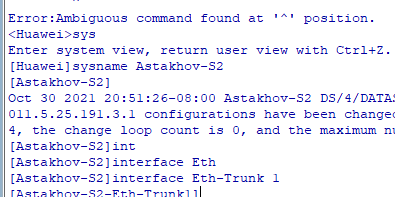 Error:Ambiguous command found at '^' position.
<Huawei>sys
Enter system view, return user view with Ctrl+Z.
[Huawei]sysname Astakhov-S2
[Astakhov-S2]
Oct 30 2021 20:51:26-08:00 Astakhov-S2 DS/4/DATAS
011.5.25.191.3.1 configurations have been changed
4, the change loop count is 0, and the maximum nu
[Astakhov-S2]int
[Astakhov-S2]interface Eth
[Astakhov-S2]interface Eth-Trunk 1
[Astakhov-S2-Eth-Trunk1]